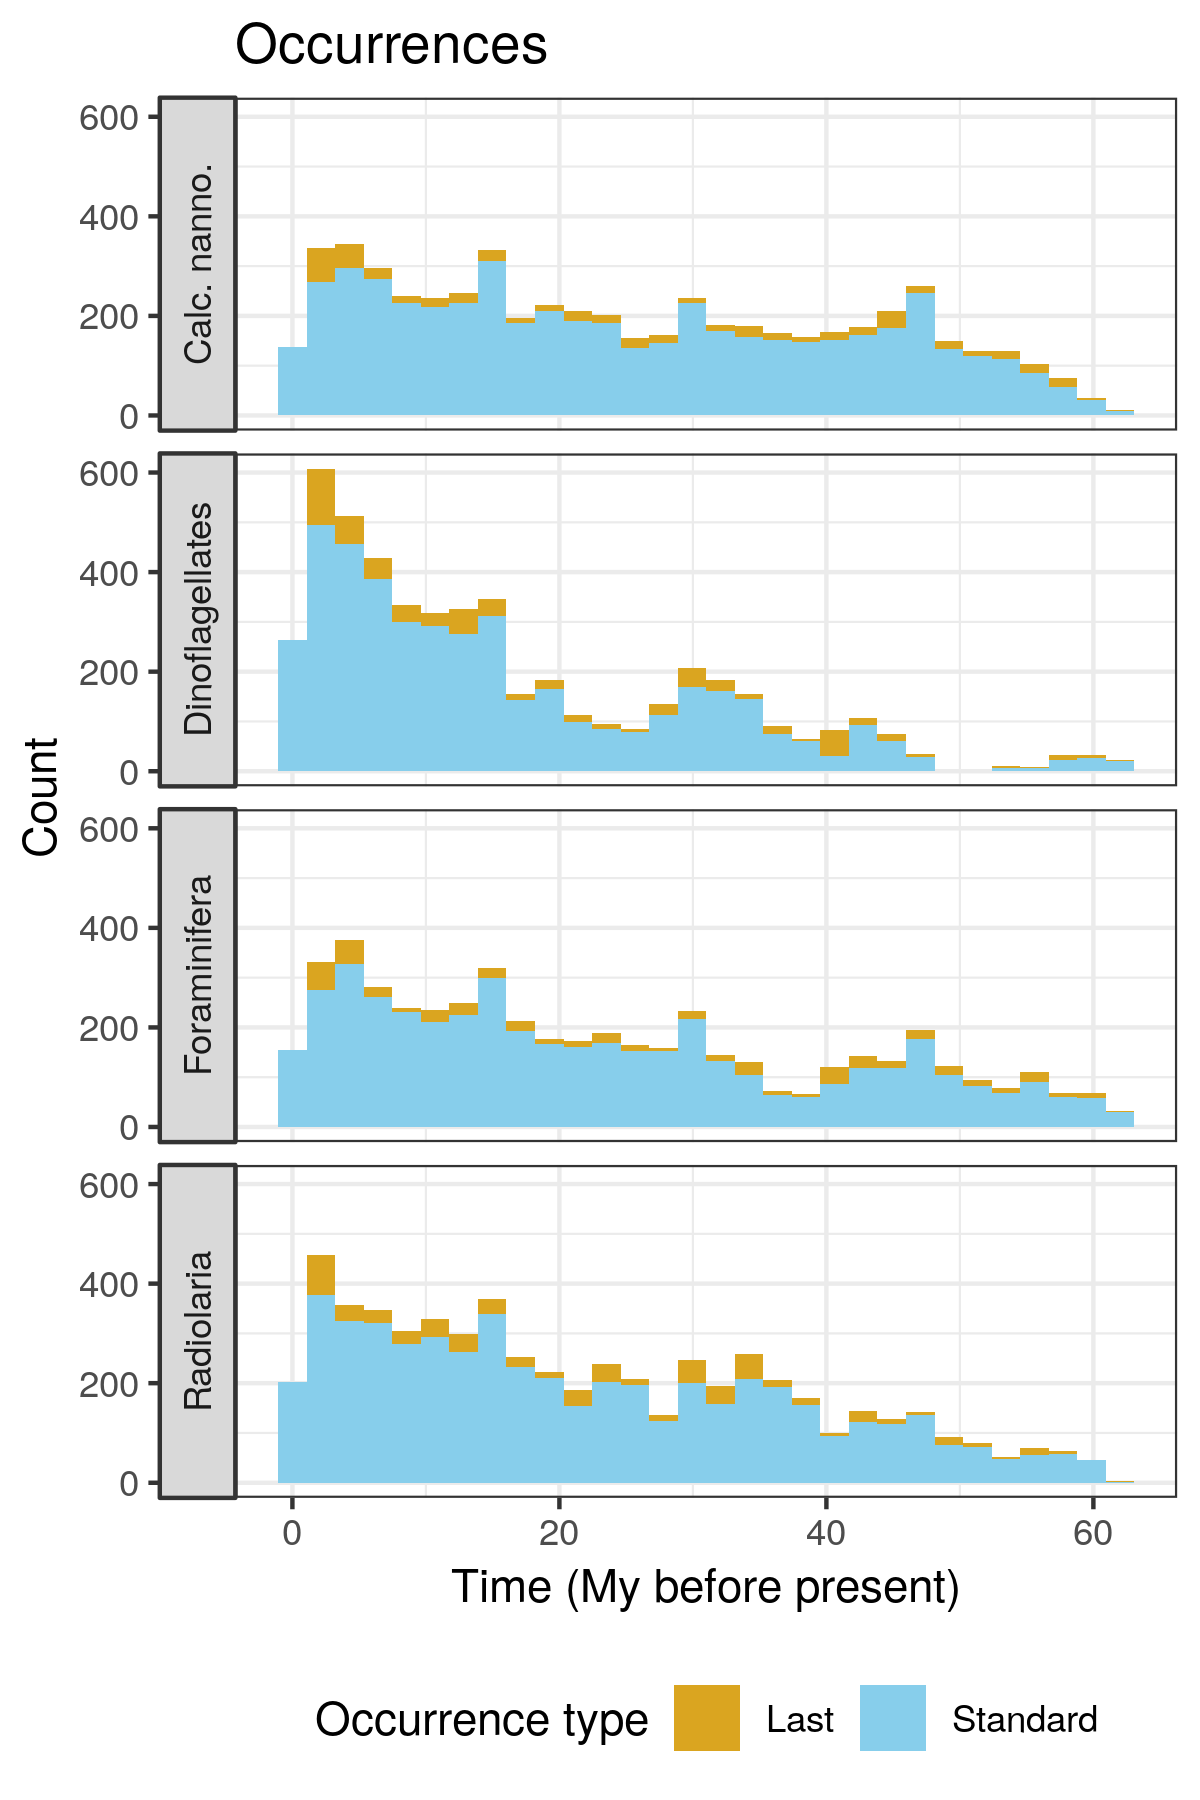 Occurrences
Count
Calc. nanno.
600
400
200
0
Dinoflagellates
600
400
200
0
Foraminifera
600
400
200
0
Radiolaria
600
400
200
0
0 20 40 60
Time (My before present)
Occurrence type Last Standard